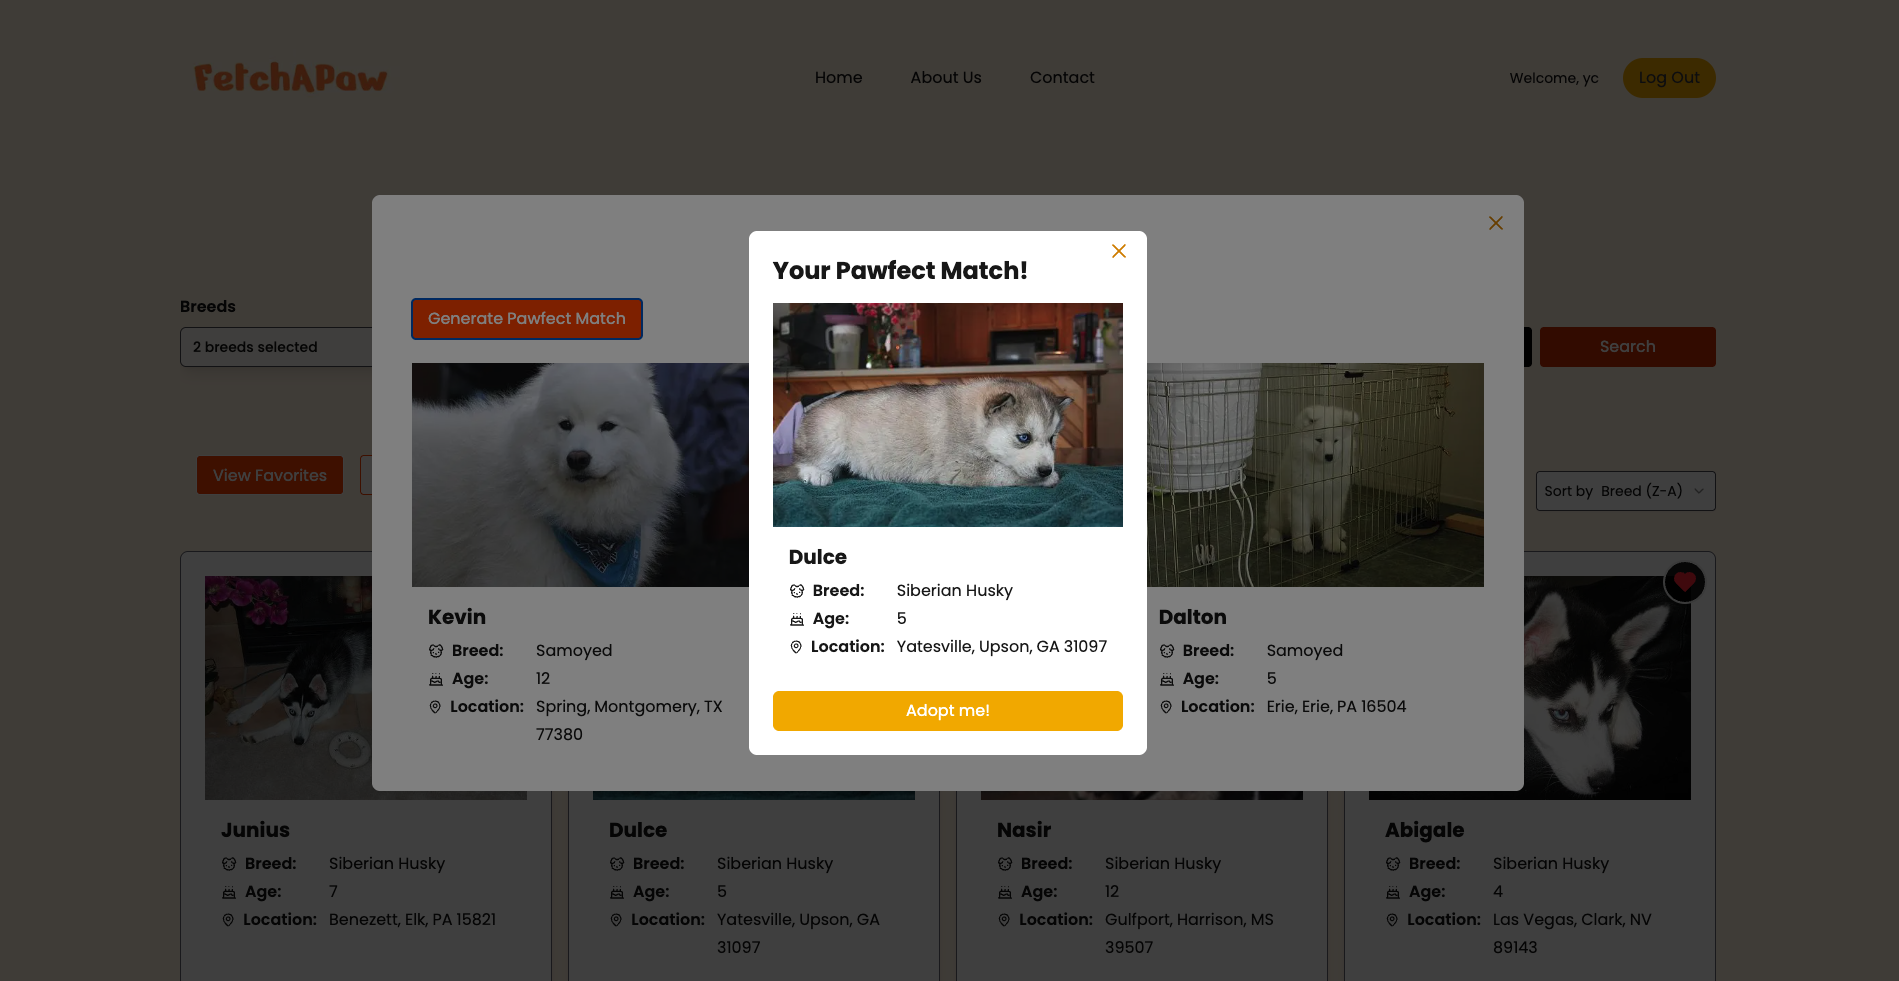 FetchAPaw
Home
About Us
Contact
Welcome, yc
Log Out
Breeds
2 breeds selected
Search
View Favorites
Sort by Breed (Z-A)
Generate Pawfect Match
Kevin
Breed: Samoyed
Age: 12
Location: Spring, Montgomery, TX
77380
Your Pawfect Match!
Dulce
Breed: Siberian Husky
Age: 5
Location: Yatesville, Upson, GA 31097
Adopt me!
Dalton
Breed: Samoyed
Age: 5
Location: Erie, Erie, PA 16504
Junius
Breed: Siberian Husky
Age: 7
Location: Benezett, Elk, PA 15821
Dulce
Breed: Siberian Husky
Age: 5
Location: Yatesville, Upson, GA
31097
Nasir
Breed: Siberian Husky
Age: 12
Location: Gulfport, Harrison, MS
39507
Abigale
Breed: Siberian Husky
Age: 4
Location: Las Vegas, Clark, NV
89143